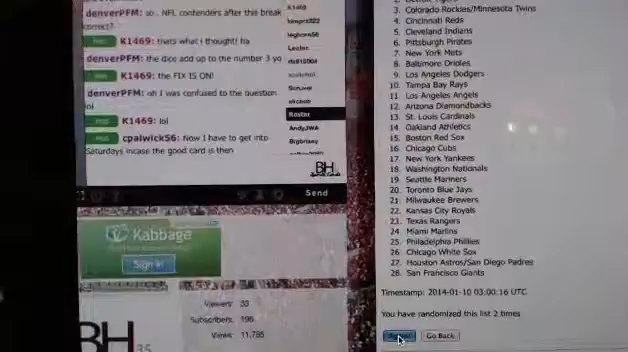 denverPFM: so.. NFL contenders after this break
correct?
K1469: thats what i thought! ha
denverPFM: the dice add up to the number 3 yo
K1469: the FIX IS ON!
denverPFM: oh I was confused to the question
lol
K1469: lol
cpalwick56: Now I have to get into
Saturdays incase the good card is then
K1469
Rostar
AndyJWA
BH
Send
Kabbage
Sign in
Viewers: 33
Subscribers:
Views: 11,785
BH
35
3. Colorado Rockies/Minnesota Twins
4. Cincinnati Reds
5. Cleveland Indians
6. Pittsburgh Pirates
7. New York Mets
8. Baltimore Orioles
9. Los Angeles Dodgers
10. Tampa Bay Rays
11. Los Angeles Angels
12. Arizona Diamondbacks
13. St. Louis Cardinals
14. Oakland Athletics
15. Boston Red Sox
16. Chicago Cubs
17. New York Yankees
18. Washington Nationals
19. Seattle Mariners
20. Toronto Blue Jays
21. Milwaukee Brewers
22. Kansas City Royals
23. Texas Rangers
24. Miami Marlins
25. Philadelphia Phillies
26. Chicago White Sox
27. Houston Astros/San Diego Padres
28. San Francisco Giants
Timestamp: 2014-01-10 03:00:16 UTC
You have randomized this list 2 times
Go Back